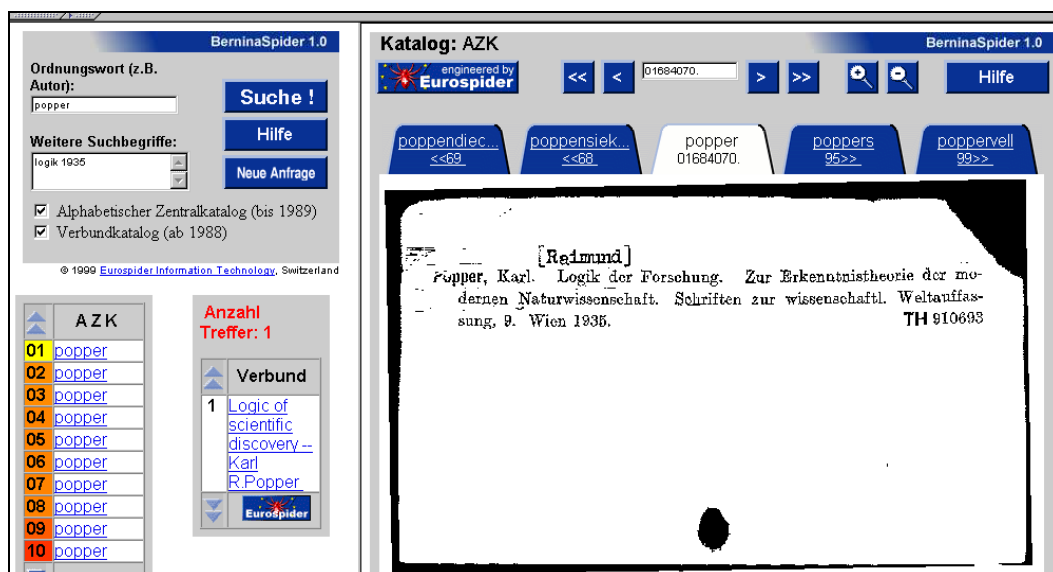 BerninaSpider 1.0
Ordnungswort (z.B.
Autor):
popper
Suche !
Weitere Suchbegriffe:
Hilfe
logik 1935
Neue Anfrage
Alphabetischer Zentralkatalog (bis 1989)
Verbundkatalog (ab 1988)
© 1999 Eurospider Information Technology, Switzerland
AZK
01 popper
02 popper
03 popper
04 popper
05 popper
06 popper
07 popper
08 popper
09 popper
10 popper
Anzahl
Treffer: 1
Verbund
1 Logic of
scientific
discovery --
Karl
R.Popper
Eurospider
Katalog: AZK
BerninaSpider 1.0
engineered by
Eurospider
<< < 01684070. > >>
Hilfe
poppendiec... poppensiek... popper poppers poppervell
<<69 <<68 01684070. 95>> 99>>
[Raimund]
Popper, Karl. Logik der Forschung. Zur Erkenntnistheorie der mo-
dernen Naturwissenschaft. Schriften zur wissenschaftl. Weltauffas-
sung, 9. Wien 1935. TH 910693